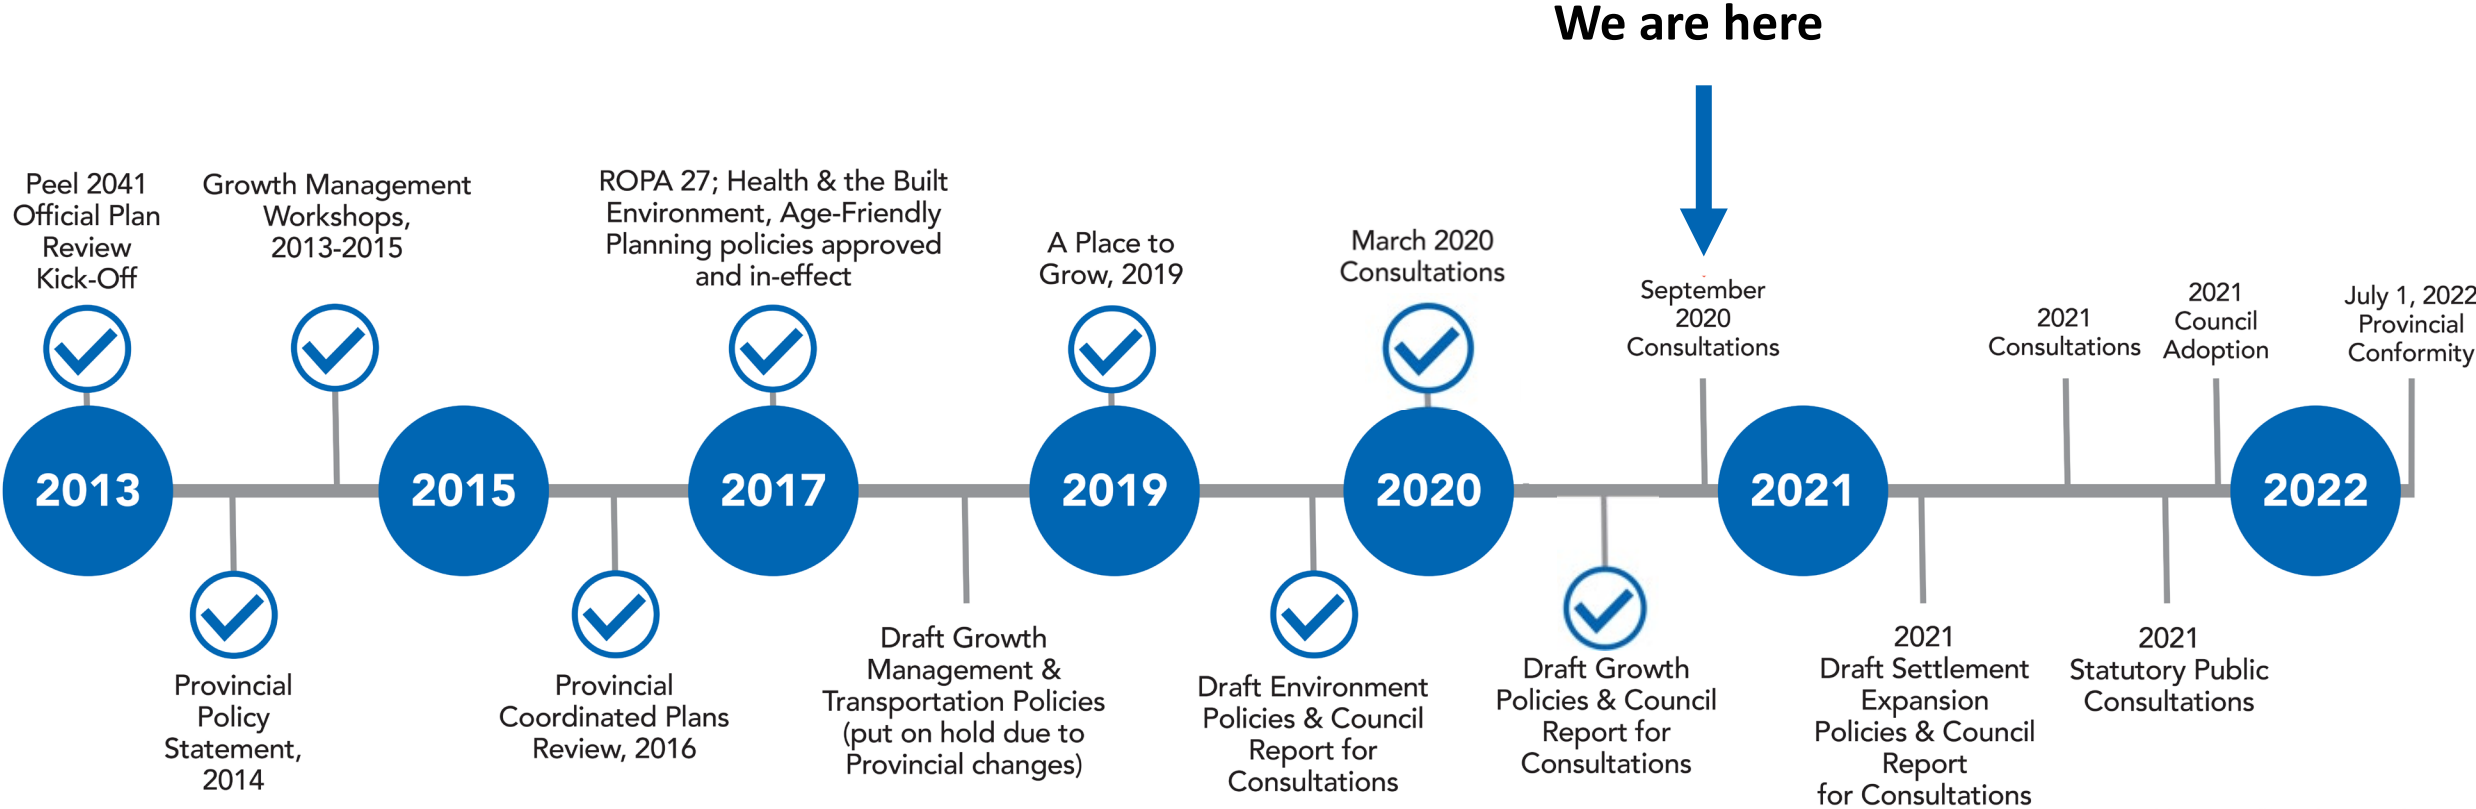 We are here
Peel 2041
Official Plan
Review
Kick-Off
Growth Management
Workshops,
2013-2015
ROPA 27; Health & the Built
Environment, Age-Friendly
Planning policies approved
and in-effect
A Place to
Grow, 2019
March 2020
Consultations
September
2020
Consultations
2021
Consultations
2021
Council
Adoption
July 1, 2022
Provincial
Conformity
2013
2015
2017
2019
2020
2021
2022
Provincial
Policy
Statement,
2014
Provincial
Coordinated Plans
Review, 2016
Draft Growth
Management &
Transportation Policies
(put on hold due to
Provincial changes)
Draft Environment
Policies & Council
Report for
Consultations
Draft Growth
Policies & Council
Report for
Consultations
2021
Draft Settlement
Expansion
Policies & Council
Report
for Consultations
2021
Statutory Public
Consultations